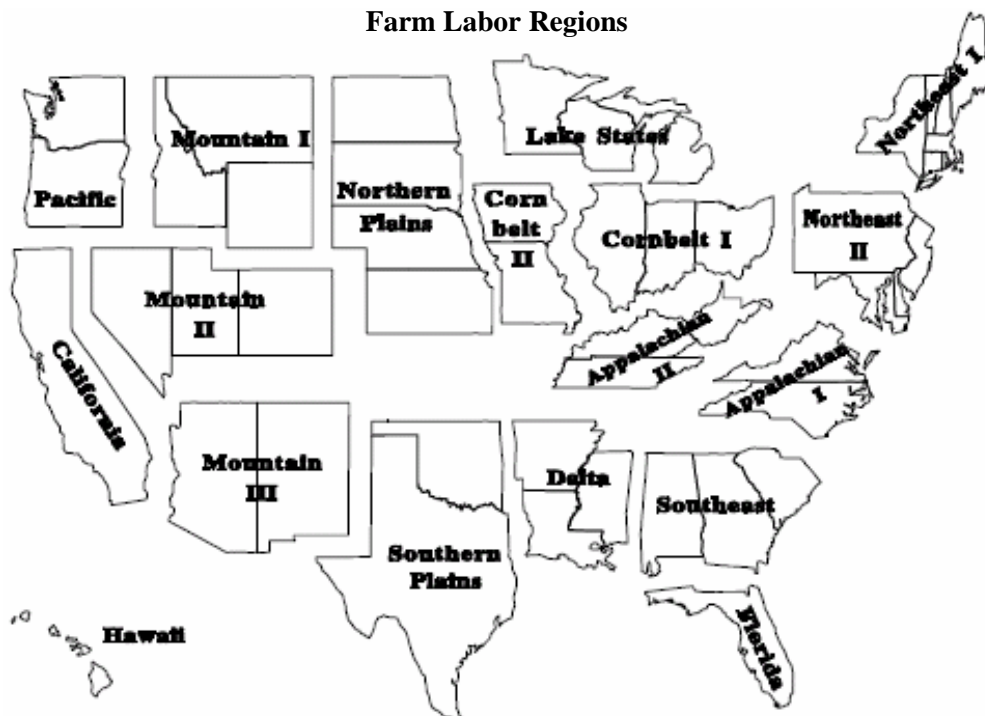 Farm Labor Regions
Northeast I
Mountain I
Lake States
Pacific
Northern
Plains
Corn
belt
II
Cornbelt I
Northeast
II
Mountain
II
California
Appalachian
II
Appalachian
I
Mountain
III
Delta
Southeast
Southern
Plains
Hawaii
Florida